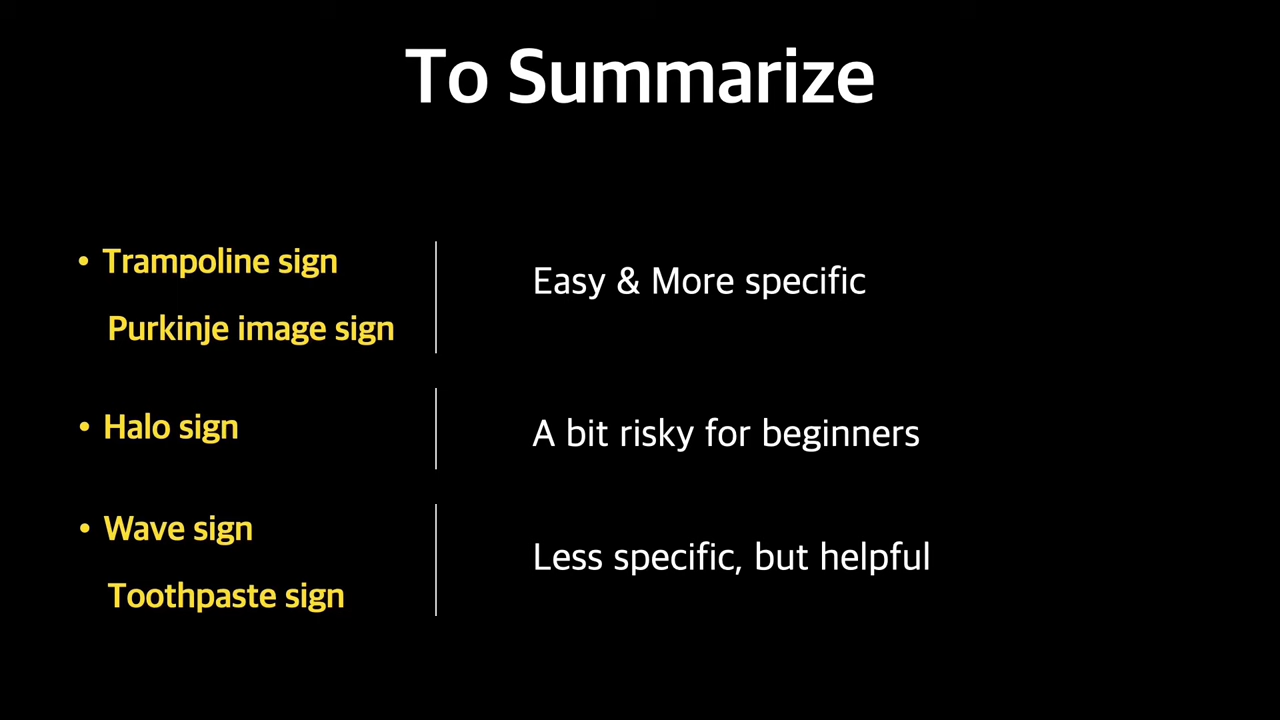 To Summarize
• Trampoline sign
Purkinje image sign
Easy & More specific
• Halo sign
A bit risky for beginners
• Wave sign
Toothpaste sign
Less specific, but helpful